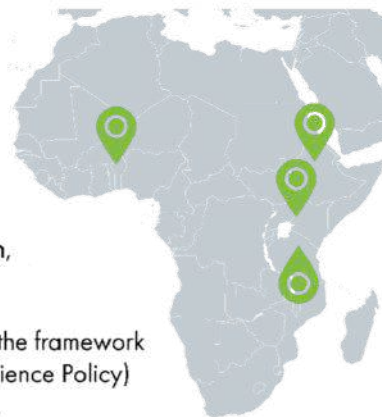 n,
the framework
ience Policy)